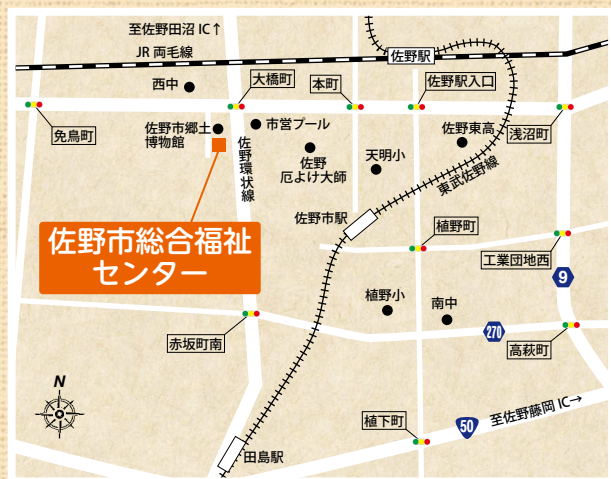 至佐野田沼 IC↑
JR 両毛線
佐野駅
西中
大橋町
本町
佐野駅入口
免鳥町
佐野市郷土
博物館
市営プール
佐野東高
浅沼町
佐野環状線
佐野
厄よけ大師
天明小
東武佐野線
佐野市駅
植野町
佐野市総合福祉
センター
工業団地西
9
植野小
南中
270
赤坂町南
高萩町
N
植下町
50
至佐野藤岡 IC→
田島駅